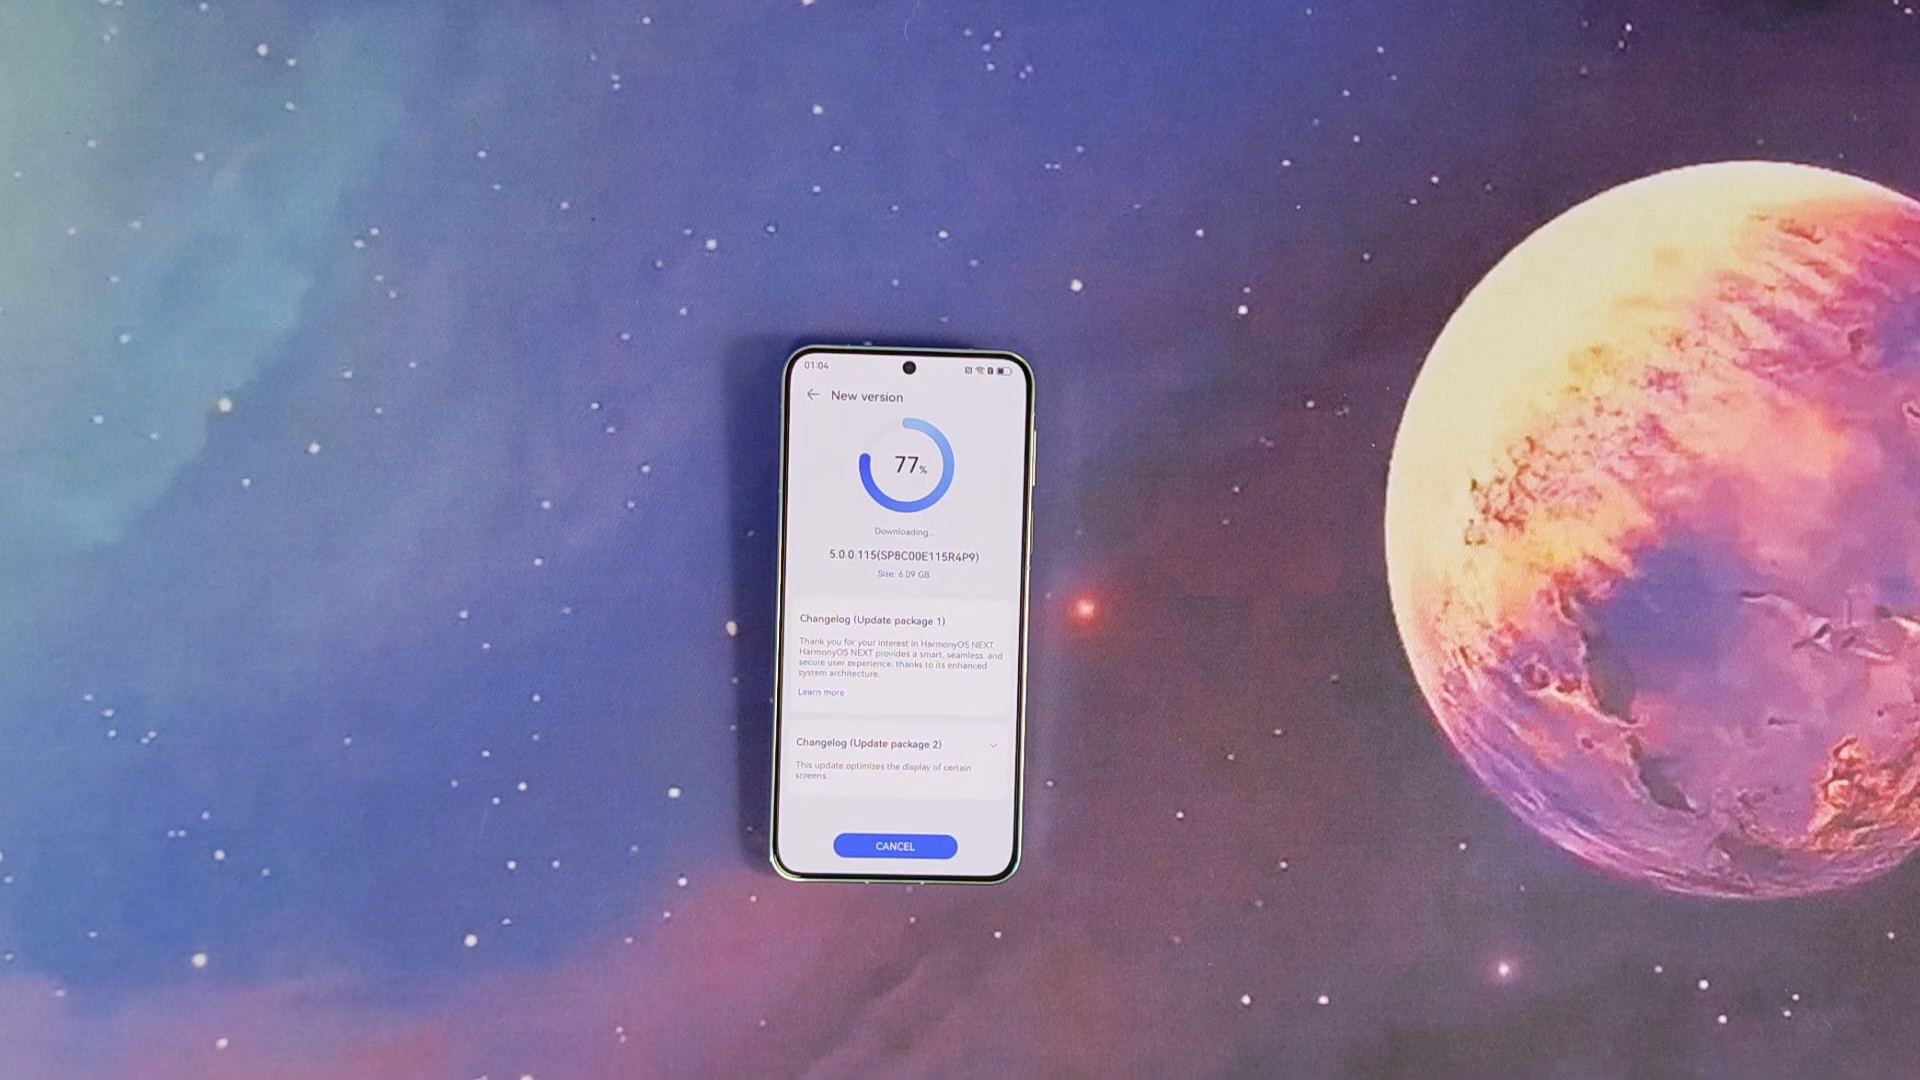 01:04
New version
77%
Downloading...
5.0.0.115(SP8C00E115R4P9)
Size: 6.09 GB
Changelog (Update package 1)
Thank you for your interest in HarmonyOS NEXT.
HarmonyOS NEXT provides a smart, seamless, and
secure user experience, thanks to its enhanced
system architecture.
Learn more
Changelog (Update package 2)
This update optimizes the display of certain
screens.
CANCEL